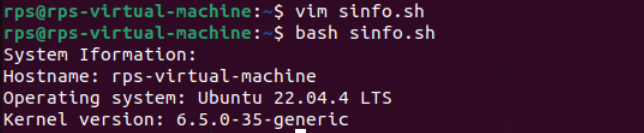 rps@rps-virtual-machine:~$ vim sinfo.sh
rps@rps-virtual-machine:~$ bash sinfo.sh
System Iformation:
Hostname: rps-virtual-machine
Operating system: Ubuntu 22.04.4 LTS
Kernel version: 6.5.0-35-generic